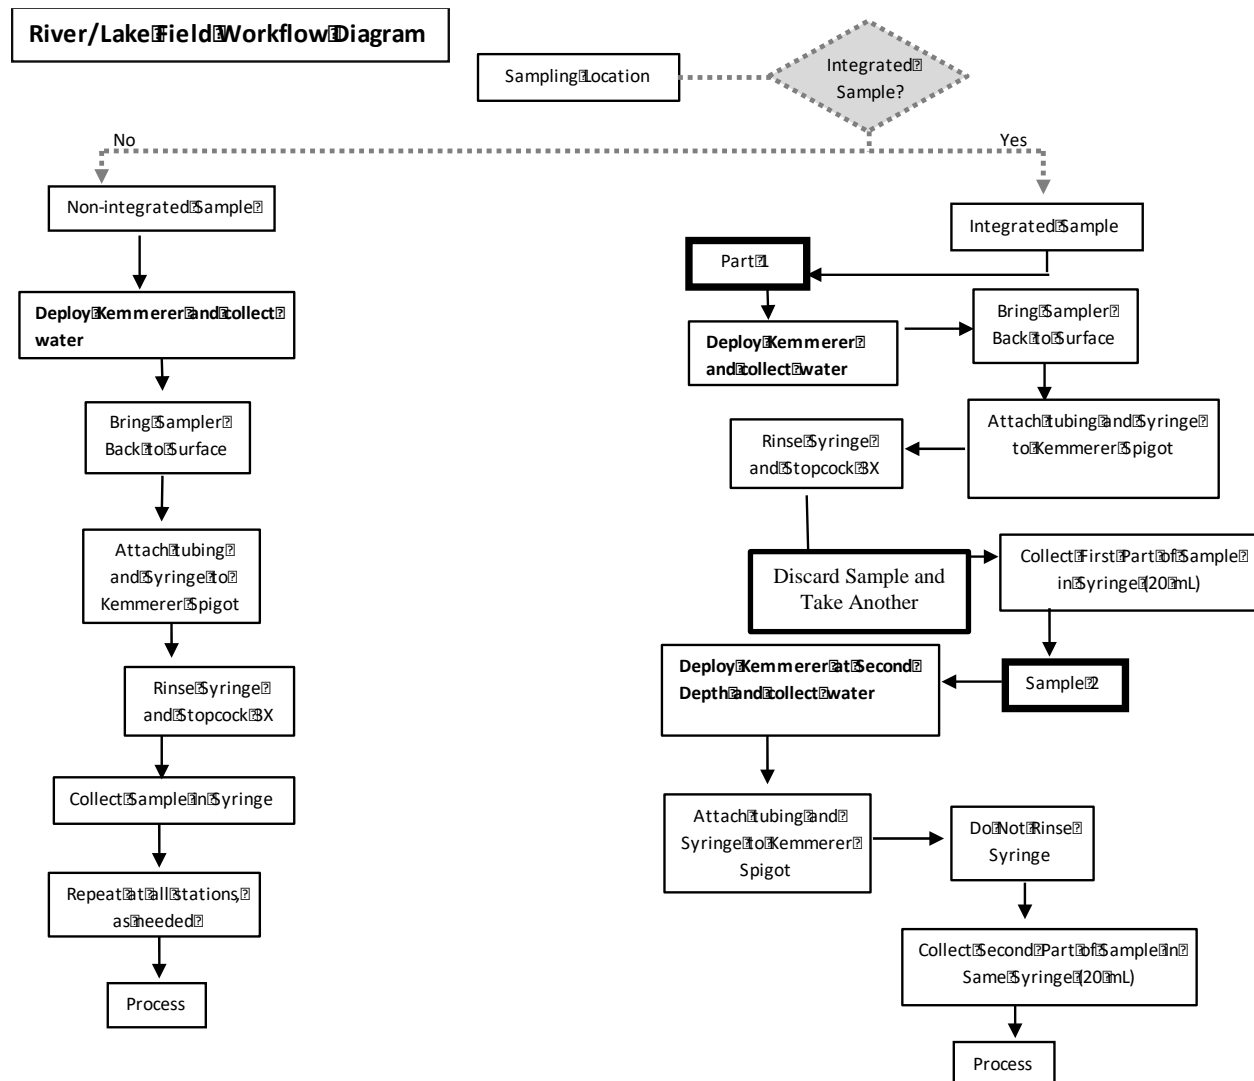 River/Lake Field Workflow Diagram
Sampling Location
Integrated
Sample?
No
Yes
Non-integrated Sample
Deploy Kemmerer and collect
water
Bring Sampler
Back to Surface
Attach tubing
and Syringe to
Kemmerer Spigot
Rinse Syringe
and Stopcock 3X
Collect Sample in Syringe
Repeat at all stations,
as needed
Process
Integrated Sample
Part 1
Deploy Kemmerer
and collect water
Bring Sampler
Back to Surface
Attach tubing and Syringe
to Kemmerer Spigot
Rinse Syringe
and Stopcock 3X
Discard Sample and
Take Another
Collect First Part of Sample
in Syringe (20 mL)
Sample 2
Deploy Kemmerer at Second
Depth and collect water
Attach tubing and
Syringe to Kemmerer
Spigot
Do Not Rinse
Syringe
Collect Second Part of Sample in
Same Syringe (20 mL)
Process